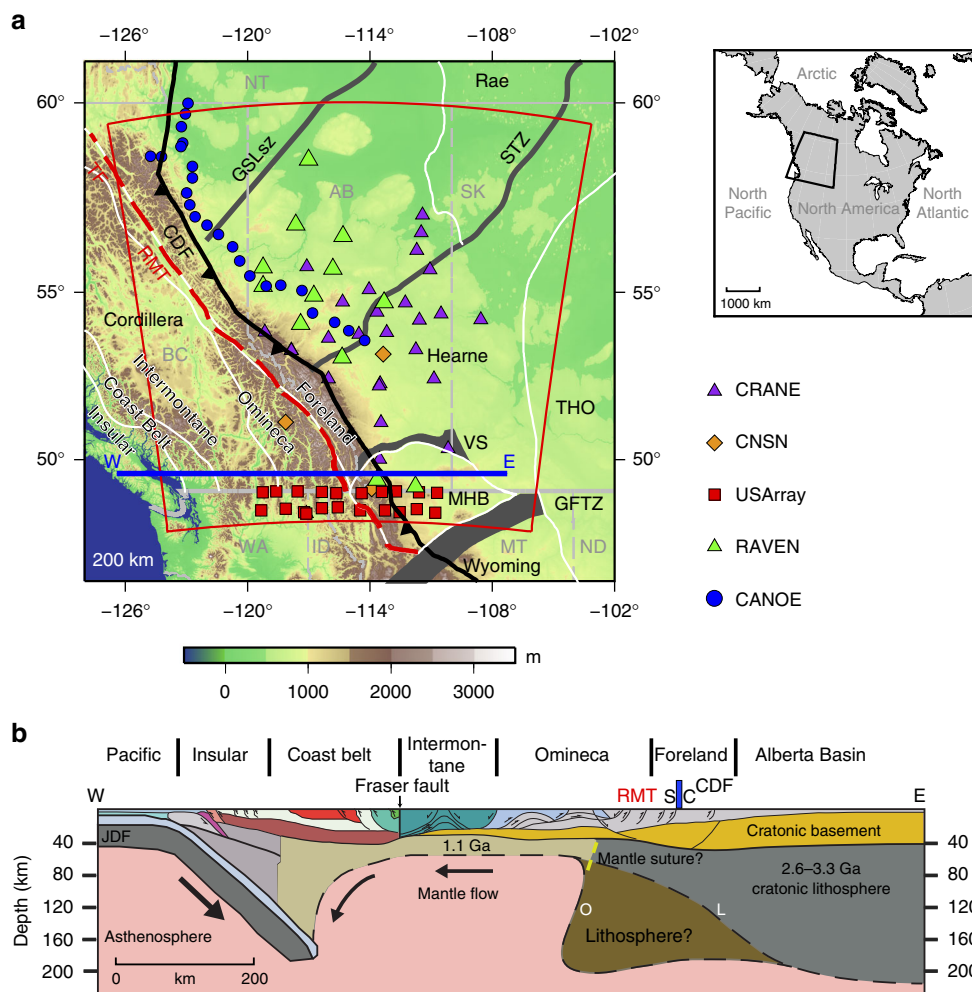 a
−126° −120° −114° −108° −102°
60°
55°
50°
NT
Rae
GSLsz
STZ
AB
SK
TF
RMT
CDF
Cordillera
BC
Hearne
Intermontane
Coast Belt
Insular
Omineca
Foreland
THO
VS
W
E
MHB
GFTZ
200 km
WA
ID
MT
ND
Wyoming
−126° −120° −114° −108° −102°
0 1000 2000 3000
m
Arctic
North
Pacific
North America
North
Atlantic
1000 km
CRANE
CNSN
USArray
RAVEN
CANOE
b
Pacific Insular Coast belt Intermon-
tane Omineca Foreland Alberta Basin
Fraser fault
RMT S C CDF
W
E
JDF
40
80
120
160
200
Depth (km)
1.1 Ga
Mantle flow
Asthenosphere
0 200
km
Mantle suture?
O
L
Lithosphere?
Cratonic basement
2.6–3.3 Ga
cratonic lithosphere
40
80
120
160
200